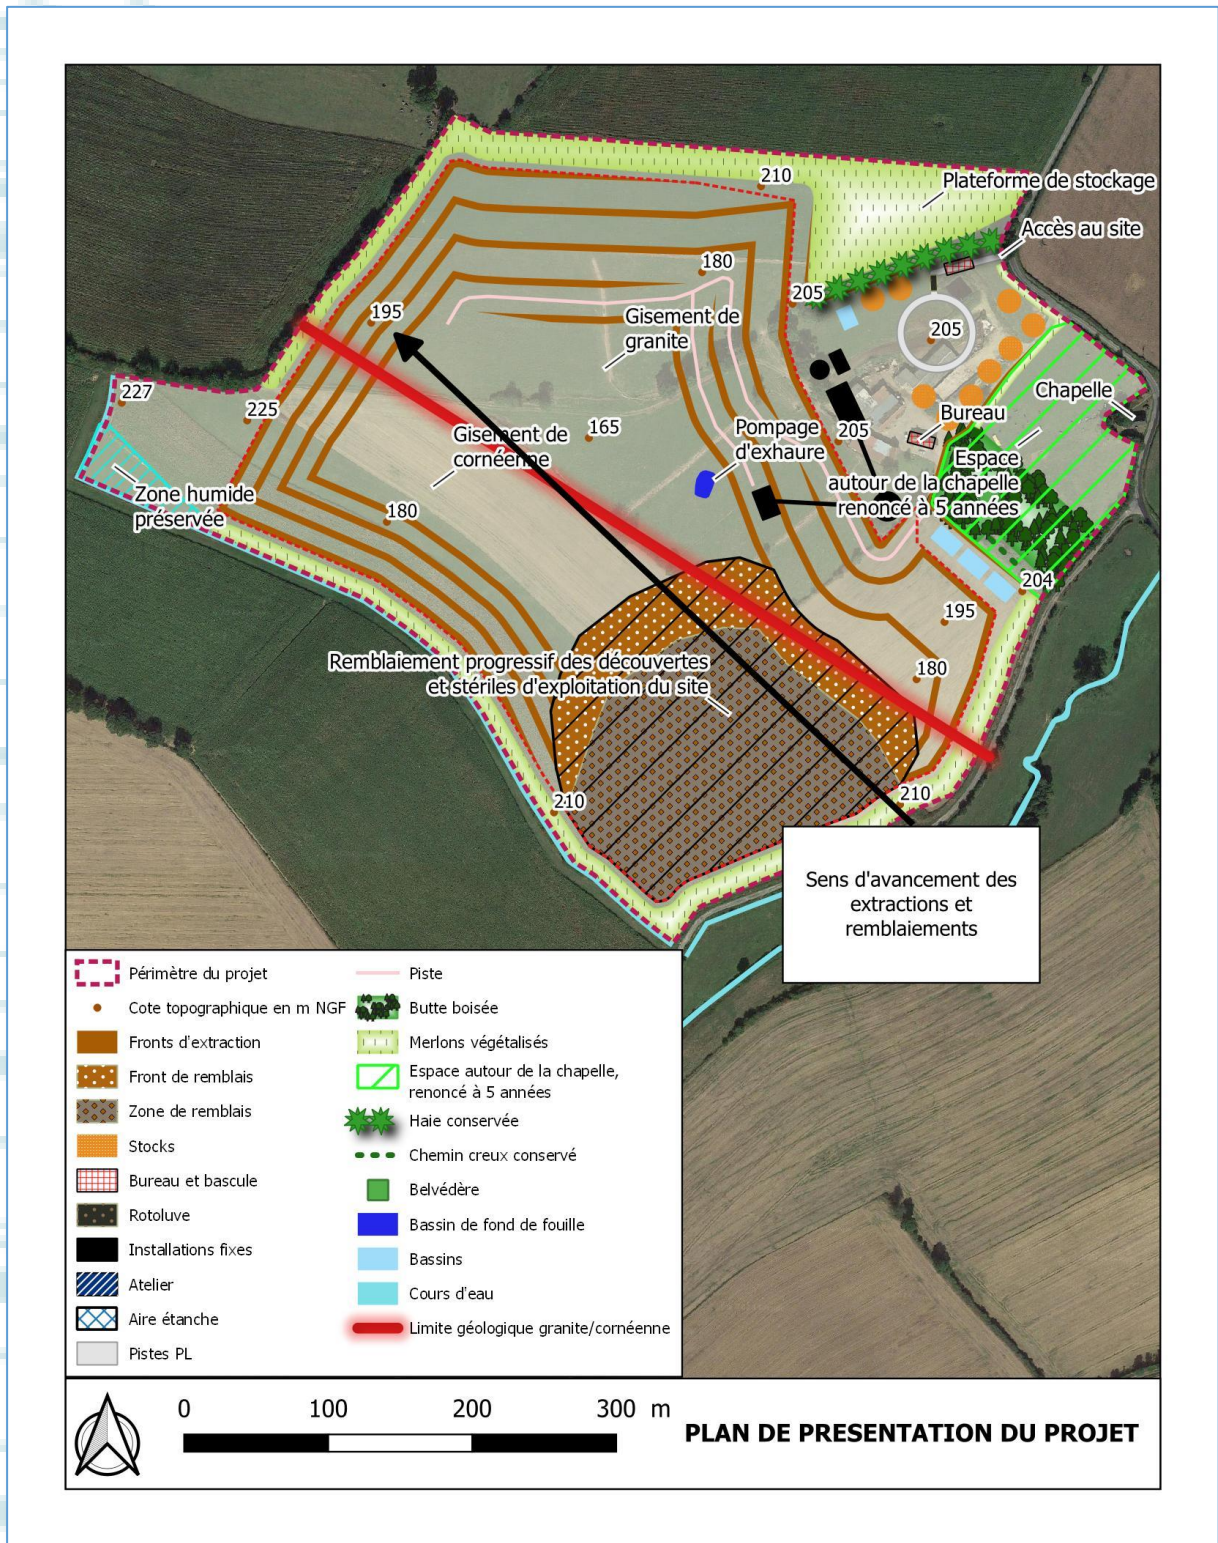 210
Plateforme de stockage
Accès au site
180
205
195
Gisement de
granite
205
227
225
Chapelle
Bureau
Gisement de
cornéenne
165
Pompage
d'exhaure
205
Espace
autour de la chapelle
renoncé à 5 années
Zone humide
préservée
180
204
195
Remblaiement progressif des découvertes
et stériles d'exploitation du site
180
210
210
Sens d'avancement des
extractions et
remblaiements
Périmètre du projet
Cote topographique en m NGF
Fronts d'extraction
Front de remblais
Zone de remblais
Stocks
Bureau et bascule
Rotoluve
Installations fixes
Atelier
Aire étanche
Pistes PL
Piste
Butte boisée
Merlons végétalisés
Espace autour de la chapelle,
renoncé à 5 années
Haie conservée
Chemin creux conservé
Belvédère
Bassin de fond de fouille
Bassins
Cours d'eau
Limite géologique granite/cornéenne
0 100 200 300 m
PLAN DE PRESENTATION DU PROJET